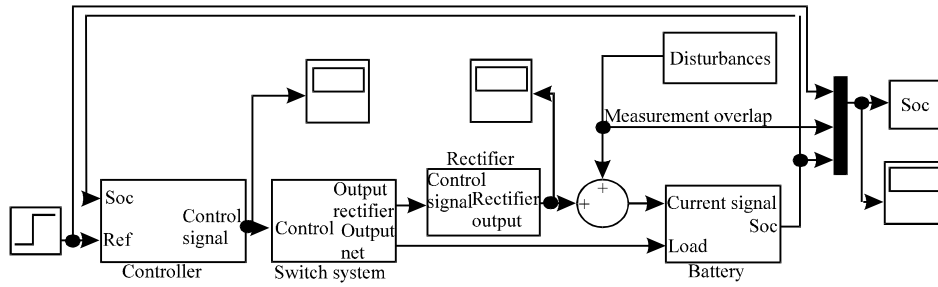 Disturbances
Soc
Measurement overlap
Rectifier
Control
signal
Rectifier
output
+
+
Soc
Ref
Control
signal
Controller
Control
Output
rectifier
Output
net
Switch system
Current signal
Soc
Load
Battery